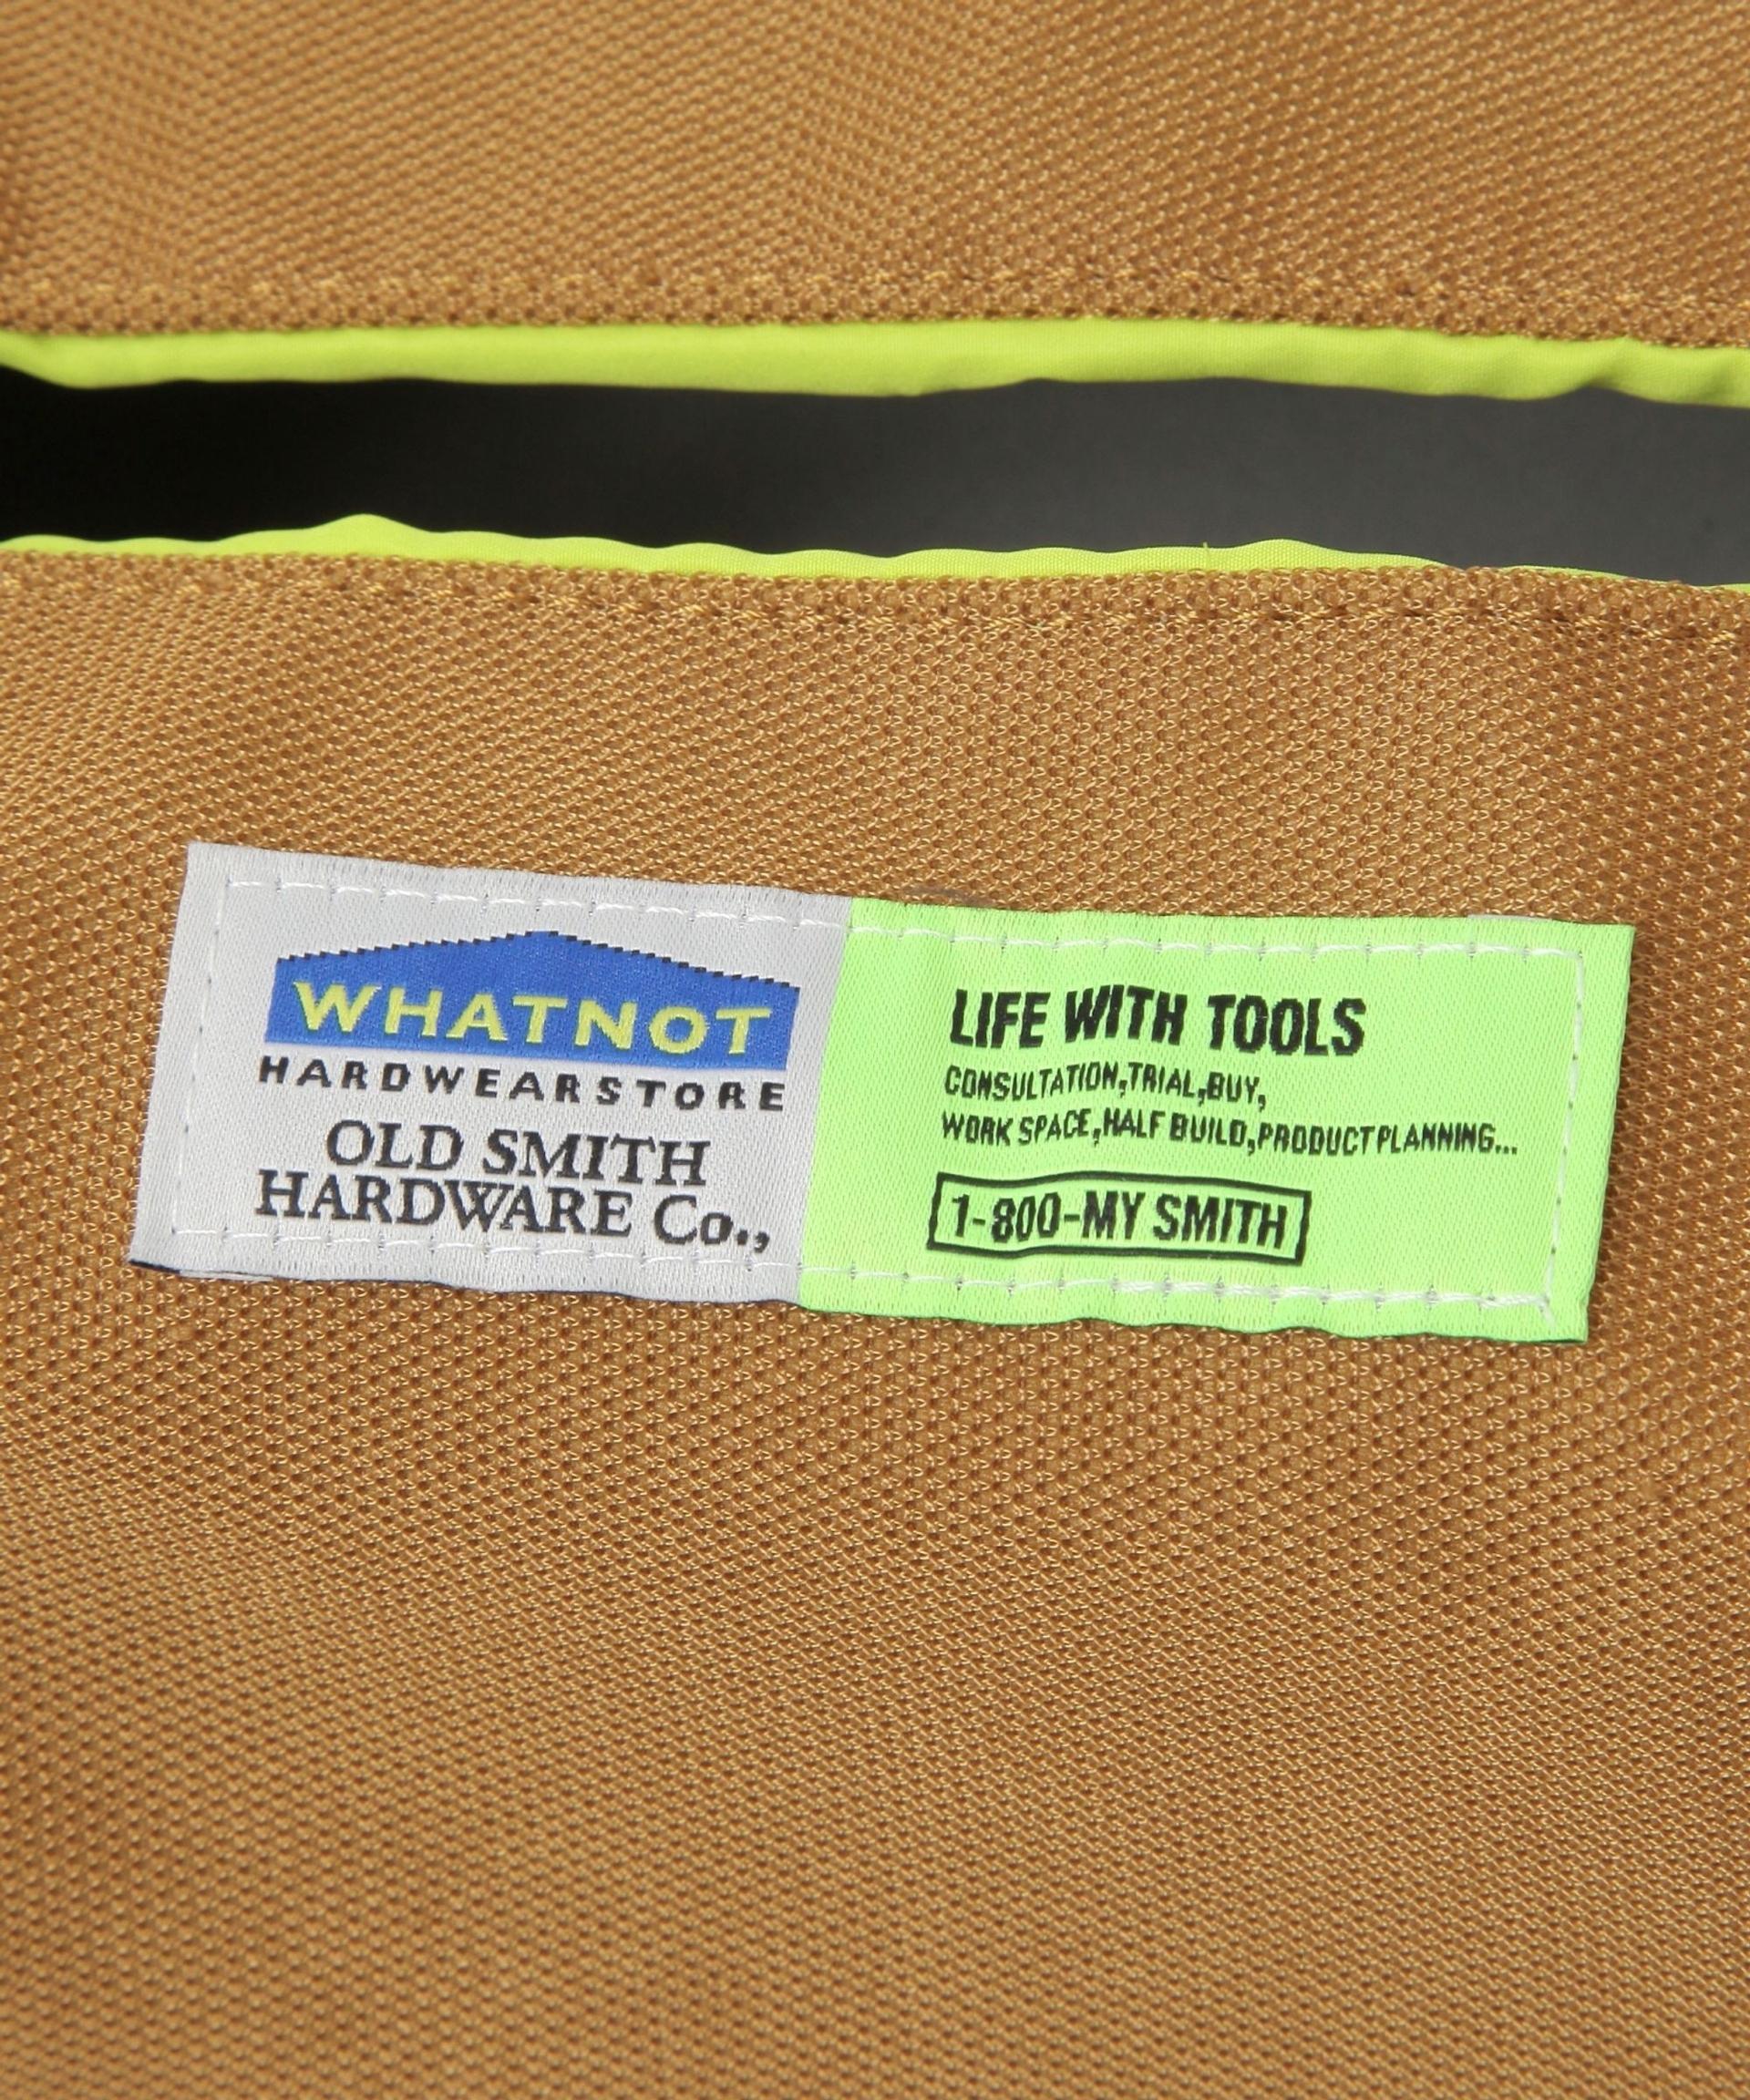 WHATNOT
HARDWEARSTORE
OLD SMITH
HARDWARE Co.,
LIFE WITH TOOLS
CONSULTATION,TRIAL,BUY,
WORK SPACE,HALF BUILD,PRODUCT PLANNING...
1-800-MY SMITH